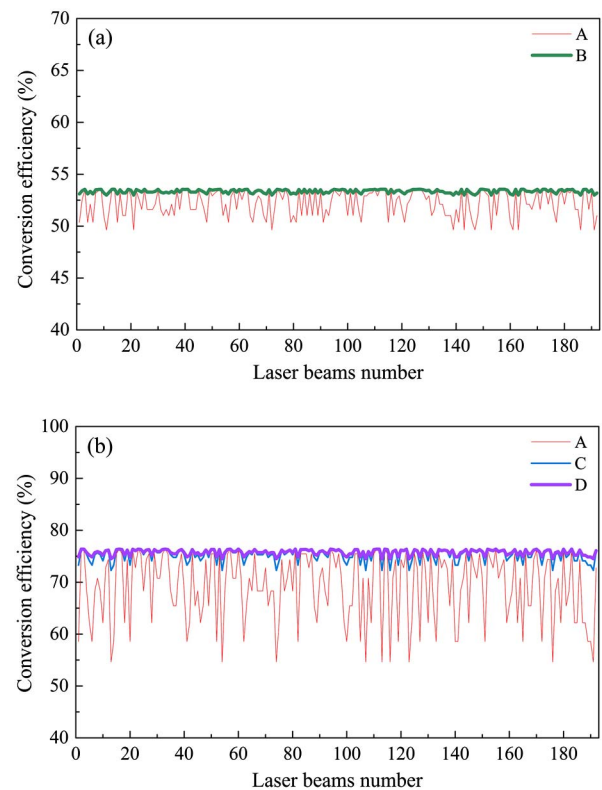 (a)
A
B
70
65
60
55
50
45
40
Conversion efficiency (%)
0 20 40 60 80 100 120 140 160 180
Laser beams number
(b)
A
C
D
100
90
80
70
60
50
40
Conversion efficiency (%)
0 20 40 60 80 100 120 140 160 180
Laser beams number